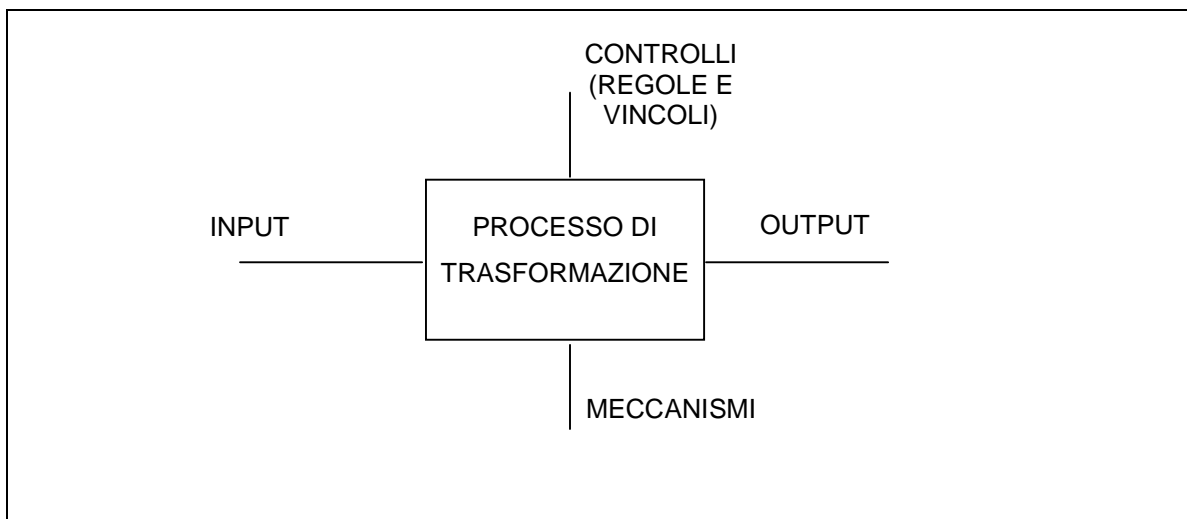 CONTROLLI
(REGOLE E
VINCOLI)
INPUT
PROCESSO DI
TRASFORMAZIONE
OUTPUT
MECCANISMI